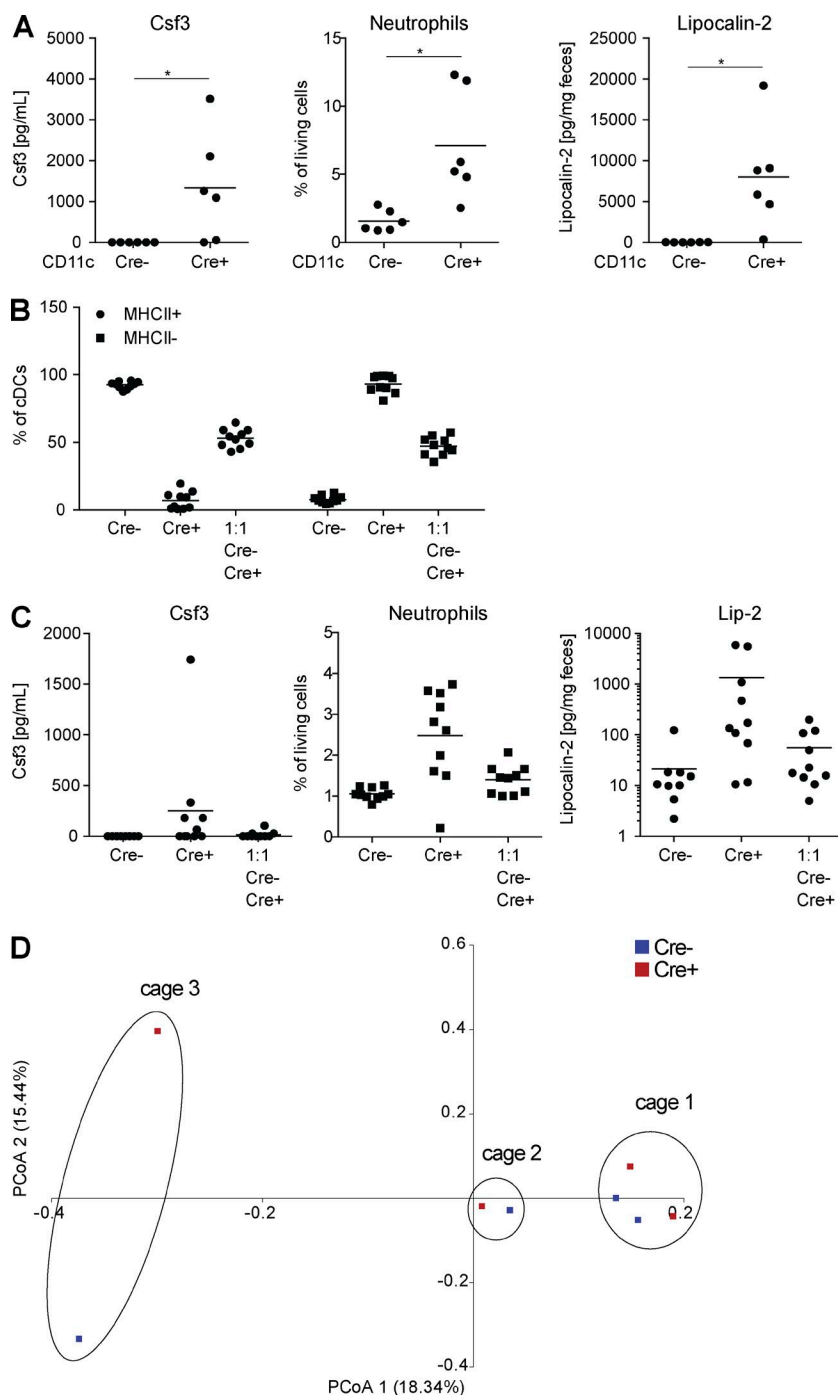 A
Csf3
Csf3 [pg/mL]
5000
4000
3000
2000
1000
0
*
CD11c Cre- Cre+
Neutrophils
% of living cells
15
10
5
0
*
CD11c Cre- Cre+
Lipocalin-2
Lipocalin-2 [pg/mg feces]
25000
20000
15000
10000
5000
0
*
CD11c Cre- Cre+
B
% of cDCs
150
100
50
0
MHCII+
MHCII-
Cre- Cre+ 1:1 Cre- Cre+ 1:1
Cre- Cre-
Cre+ Cre+
C
Csf3
Csf3 [pg/mL]
2000
1500
1000
500
0
Cre- Cre+ 1:1
Cre-
Cre+
Neutrophils
% of living cells
5
4
3
2
1
0
Cre- Cre+ 1:1
Cre-
Cre+
Lip-2
Lipocalin-2 [pg/mg feces]
10000
1000
100
10
1
Cre- Cre+ 1:1
Cre-
Cre+
D
Cre-
Cre+
cage 3
cage 2
cage 1
PCoA 2 (15.44%)
0.6
0.4
0.2
-0.4 -0.2 0.2
-0.2
-0.4
PCoA 1 (18.34%)